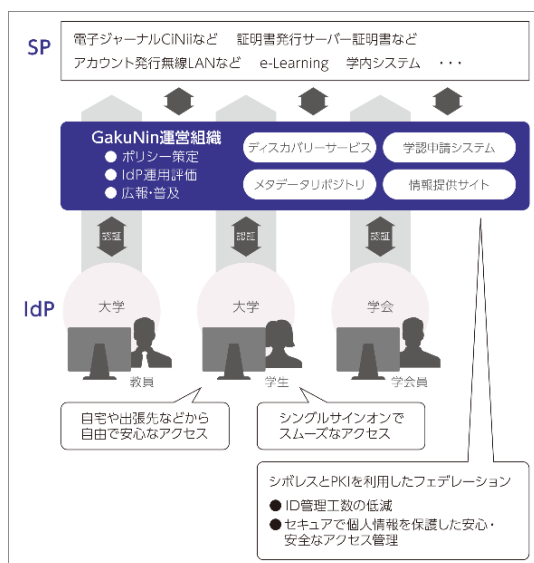 SP
電子ジャーナルCiNiiなど 証明書発行サーバー証明書など
アカウント発行無線LANなど e-Learning 学内システム ・・・
GakuNin運営組織
● ポリシー策定
● IdP運用評価
● 広報・普及
ディスカバリーサービス
学認申請システム
メタデータリポジトリ
情報提供サイト
認証
認証
認証
IdP
大学
大学
学会
教員
学生
学会員
自宅や出張先などから
自由で安心なアクセス
シングルサインオンで
スムーズなアクセス
シボレスとPKIを利用したフェデレーション
● ID管理工数の低減
● セキュアで個人情報を保護した安心・
安全なアクセス管理